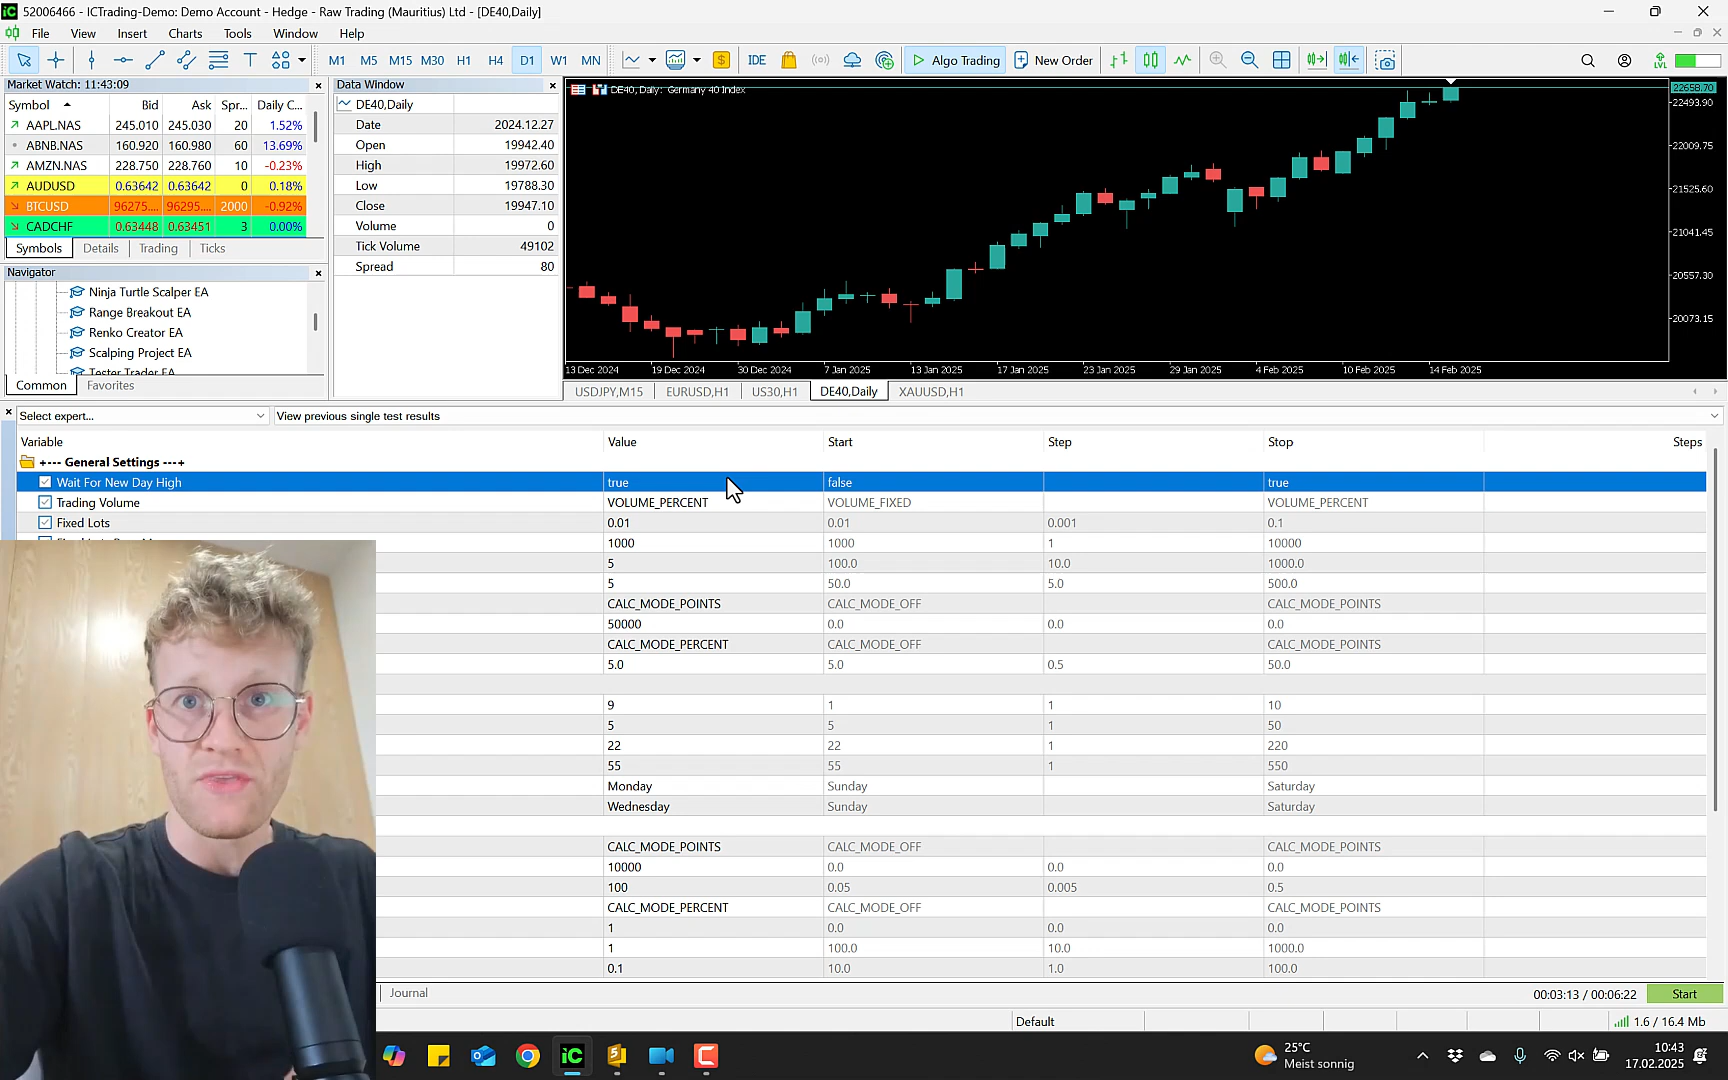 52006466 - ICTrading-Demo: Demo Account - Hedge - Raw Trading (Mauritius) Ltd - [DE40,Daily]
File View Insert Charts Tools Window Help
M1 M5 M15 M30 H1 H4 D1 W1 MN IDE Algo Trading New Order LVL
Market Watch: 11:43:09
Symbol Bid Ask Spr... Daily C...
AAPL.NAS 245.010 245.030 20 1.52%
ABNB.NAS 160.920 160.980 60 13.69%
AMZN.NAS 228.750 228.760 10 -0.23%
AUDUSD 0.63642 0.63642 0 0.18%
BTCUSD 96275.... 96295.... 2000 -0.92%
CADCHF 0.63448 0.63451 3 0.00%
Symbols Details Trading Ticks
Navigator
Ninja Turtle Scalper EA
Range Breakout EA
Renko Creator EA
Scalping Project EA
Tester Trader EA
Common Favorites
Data Window
DE40,Daily
Date 2024.12.27
Open 19942.40
High 19972.60
Low 19788.30
Close 19947.10
Volume 0
Tick Volume 49102
Spread 80
DE40, Daily: Germany 40 Index
22658.70
22493.90
22009.75
21525.60
21041.45
20557.30
20073.15
13 Dec 2024 19 Dec 2024 30 Dec 2024 7 Jan 2025 13 Jan 2025 17 Jan 2025 23 Jan 2025 29 Jan 2025 4 Feb 2025 10 Feb 2025 14 Feb 2025
USDJPY,M15 EURUSD,H1 US30,H1 DE40,Daily XAUUSD,H1
Select expert... View previous single test results
Variable Value Start Step Stop Steps
+--- General Settings ---+
Wait For New Day High true false true
Trading Volume VOLUME_PERCENT VOLUME_FIXED VOLUME_PERCENT
Fixed Lots 0.01 0.01 0.001 0.1
1000 1000 1 10000
5 100.0 10.0 1000.0
5 50.0 5.0 500.0
CALC_MODE_POINTS CALC_MODE_OFF CALC_MODE_POINTS
50000 0.0 0.0 0.0
CALC_MODE_PERCENT CALC_MODE_OFF CALC_MODE_POINTS
5.0 5.0 0.5 50.0
9 1 1 10
5 5 1 50
22 22 1 220
55 55 1 550
Monday Sunday Saturday
Wednesday Sunday Saturday
CALC_MODE_POINTS CALC_MODE_OFF CALC_MODE_POINTS
10000 0.0 0.0 0.0
100 0.05 0.005 0.5
CALC_MODE_PERCENT CALC_MODE_OFF CALC_MODE_POINTS
1 0.0 0.0 0.0
1 100.0 10.0 1000.0
0.1 10.0 1.0 100.0
Journal 00:03:13 / 00:06:22 Start
Default 1.6 / 16.4 Mb
25°C
Meist sonnig
10:43
17.02.2025